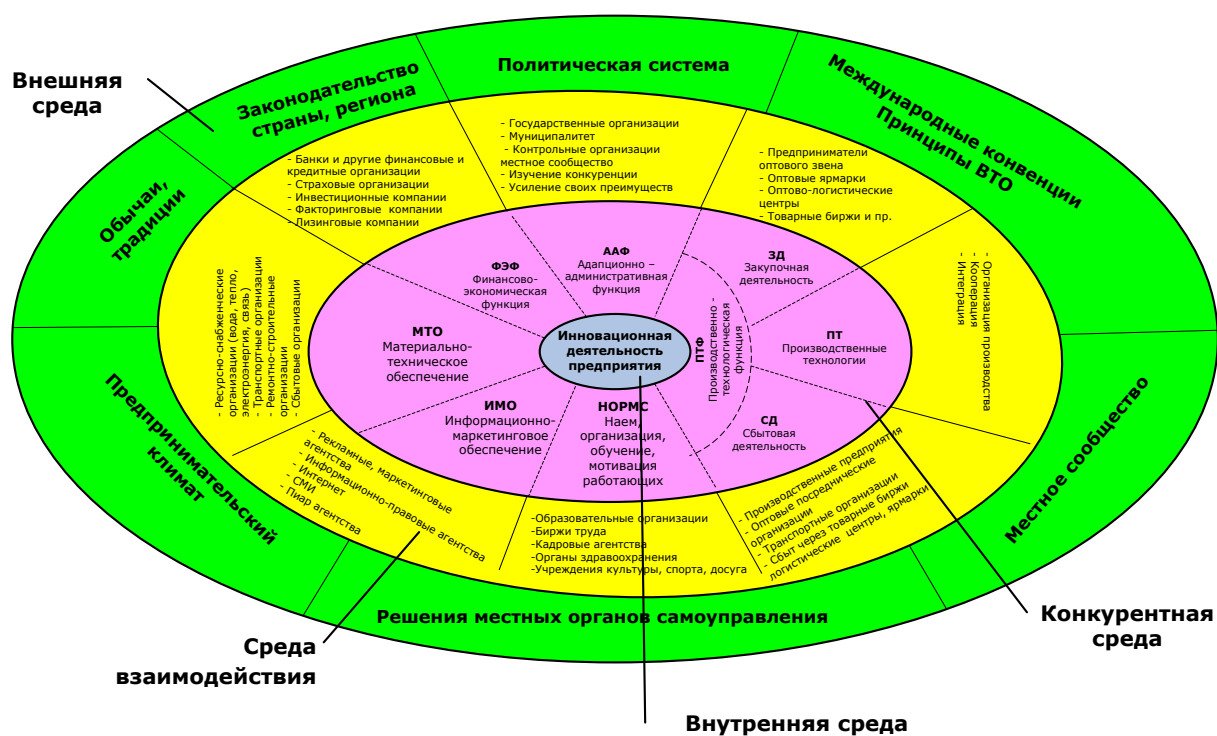 Внешняя
среда
Законодательство
страны, региона
Политическая система
Международные конвенции
Принципы ВТО
Обычаи,
традиции
Предпринимательский
климат
Местное сообщество
Решения местных органов самоуправления
- Банки и другие финансовые и
кредитные организации
- Страховые организации
- Инвестиционные компании
- Факторинговые компании
- Лизинговые компании
- Государственные организации
- Муниципалитет
- Контрольные организации
местное сообщество
- Изучение конкуренции
- Усиление своих преимуществ
- Предприниматели
оптового звена
- Оптовые ярмарки
- Оптово-логистические
центры
- Товарные биржи и пр.
- Организация производства
- Кооперация
- Интеграция
- Ресурсно-снабженческие
организации (вода, тепло,
электроэнергия, связь)
- Транспортные организации
- Ремонтно-строительные
организации
- Сбытовые организации
- Рекламные, маркетинговые
агентства
- Информационно-правовые агентства
- Интернет
- СМИ
- Пиар агентства
-Образовательные организации
-Биржи труда
-Кадровые агентства
-Органы здравоохранения
-Учреждения культуры, спорта, досуга
- Производственные предприятия
- Оптовые посреднические
организации
- Транспортные организации
- Сбыт через товарные биржи
логистические центры, ярмарки
ФЭФ
Финансово-
экономическая
функция
ААФ
Адапционно –
административная
функция
ЗД
Закупочная
деятельность
МТО
Материально-
техническое
обеспечение
Инновационная
деятельность
предприятия
ПТФ
Производственно -
технологическая
функция
ПТ
Производственные
технологии
ИМО
Информационно-
маркетинговое
обеспечение
НОРМС
Наем,
организация,
обучение,
мотивация
работающих
СД
Сбытовая
деятельность
Среда
взаимодействия
Конкурентная
среда
Внутренняя среда